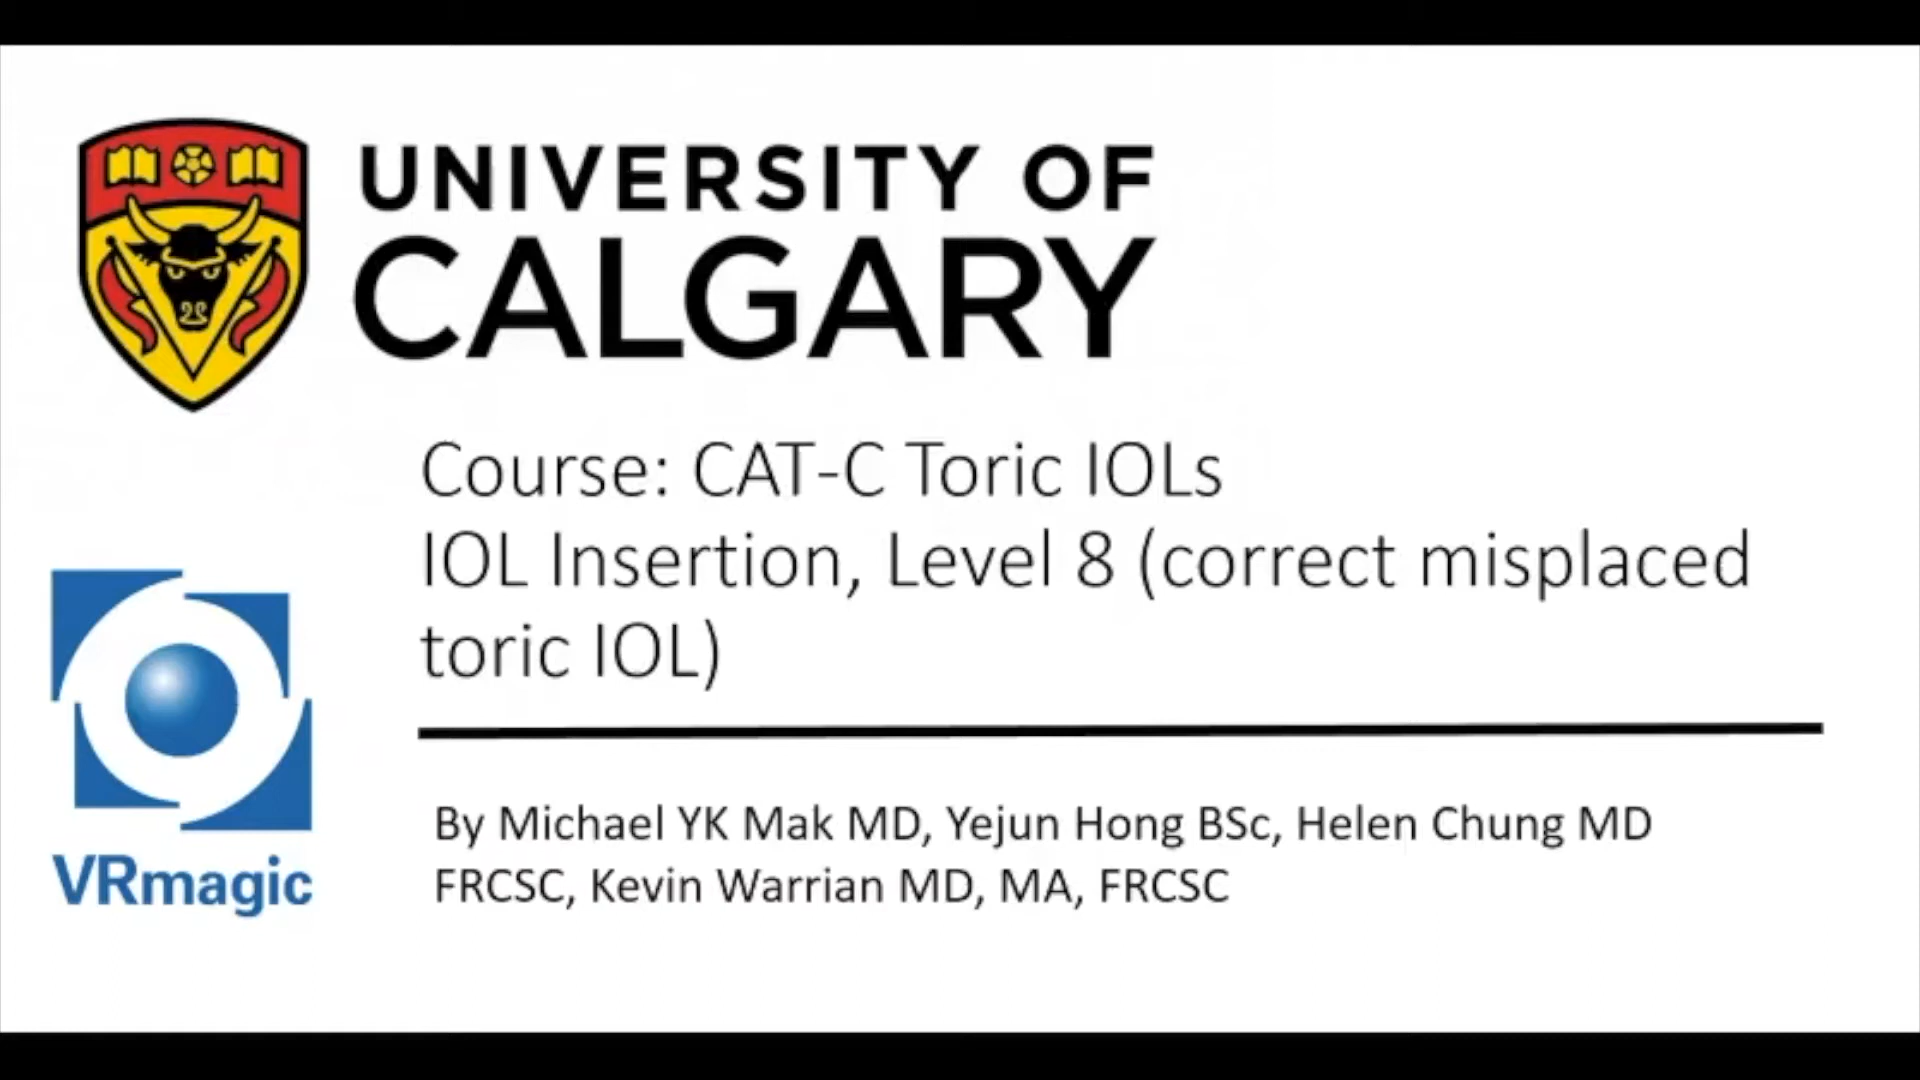 UNIVERSITY OF
CALGARY
Course: CAT-C Toric IOLs
IOL Insertion, Level 8 (correct misplaced
toric IOL)
VRmagic
By Michael YK Mak MD, Yejun Hong BSc, Helen Chung MD
FRCSC, Kevin Warrian MD, MA, FRCSC